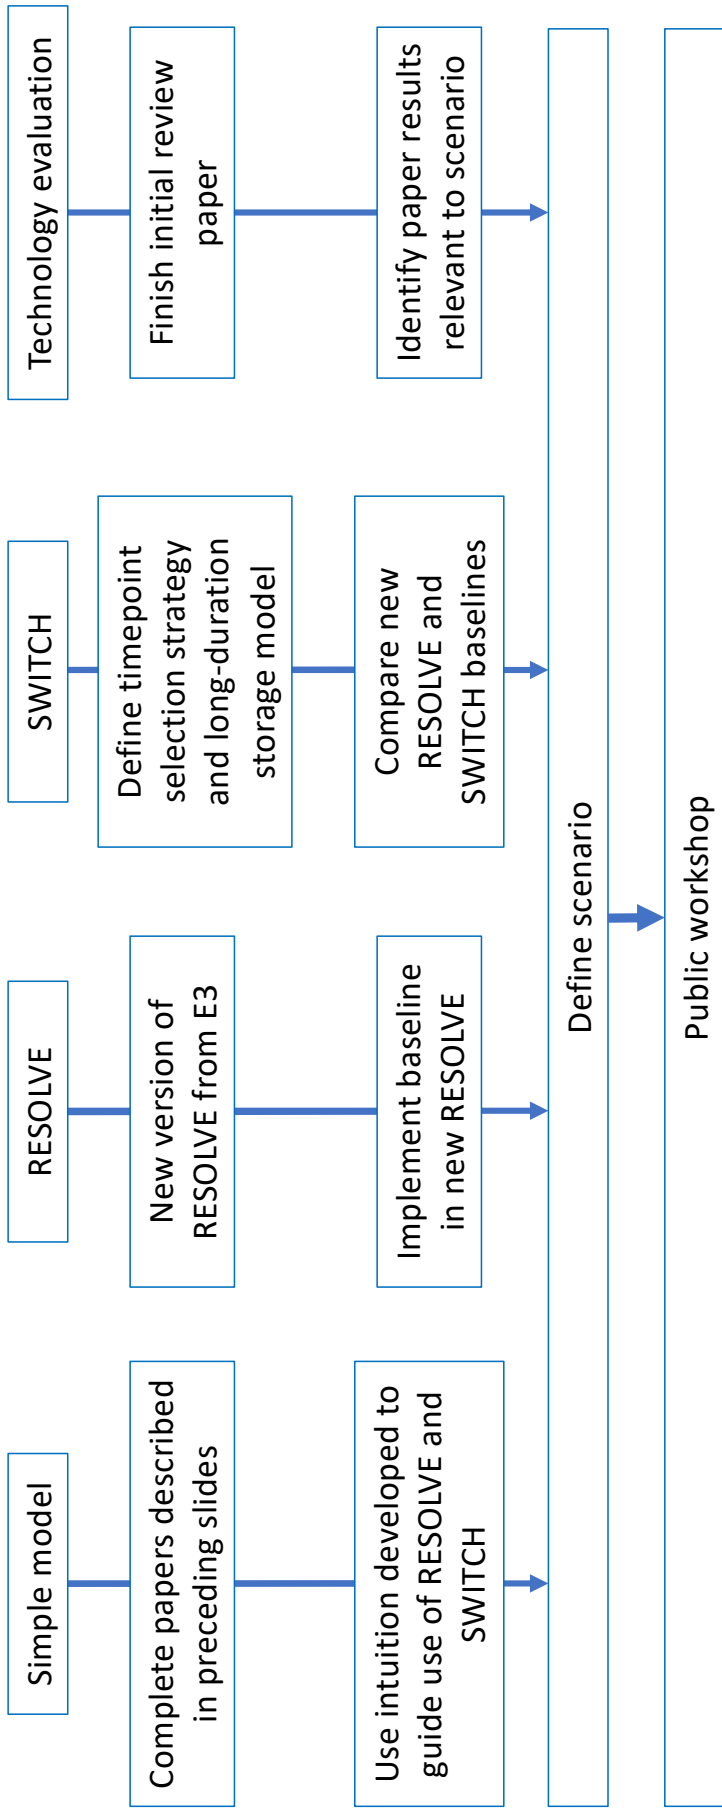 Simple model
Complete papers described
in preceding slides
Use intuition developed to
guide use of RESOLVE and
SWITCH
RESOLVE
New version of
RESOLVE from E3
Implement baseline
in new RESOLVE
SWITCH
Define timepoint
selection strategy
and long-duration
storage model
Compare new
RESOLVE and
SWITCH baselines
Technology evaluation
Finish initial review
paper
Identify paper results
relevant to scenario
Define scenario
Public workshop